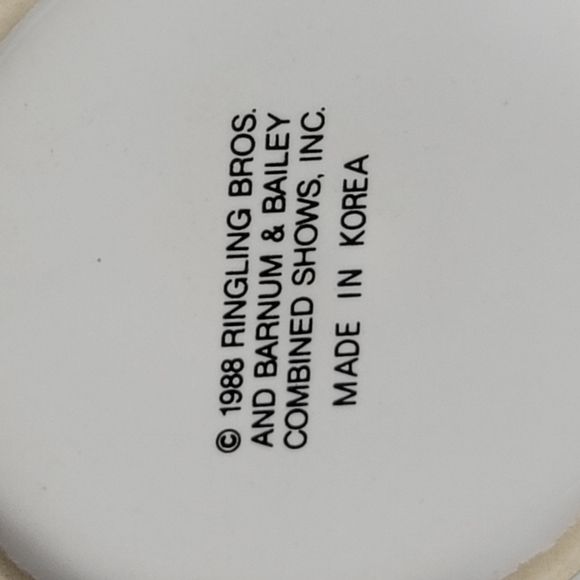 © 1988 RINGLING BROS.
AND BARNUM & BAILEY
COMBINED SHOWS, INC.
MADE IN KOREA